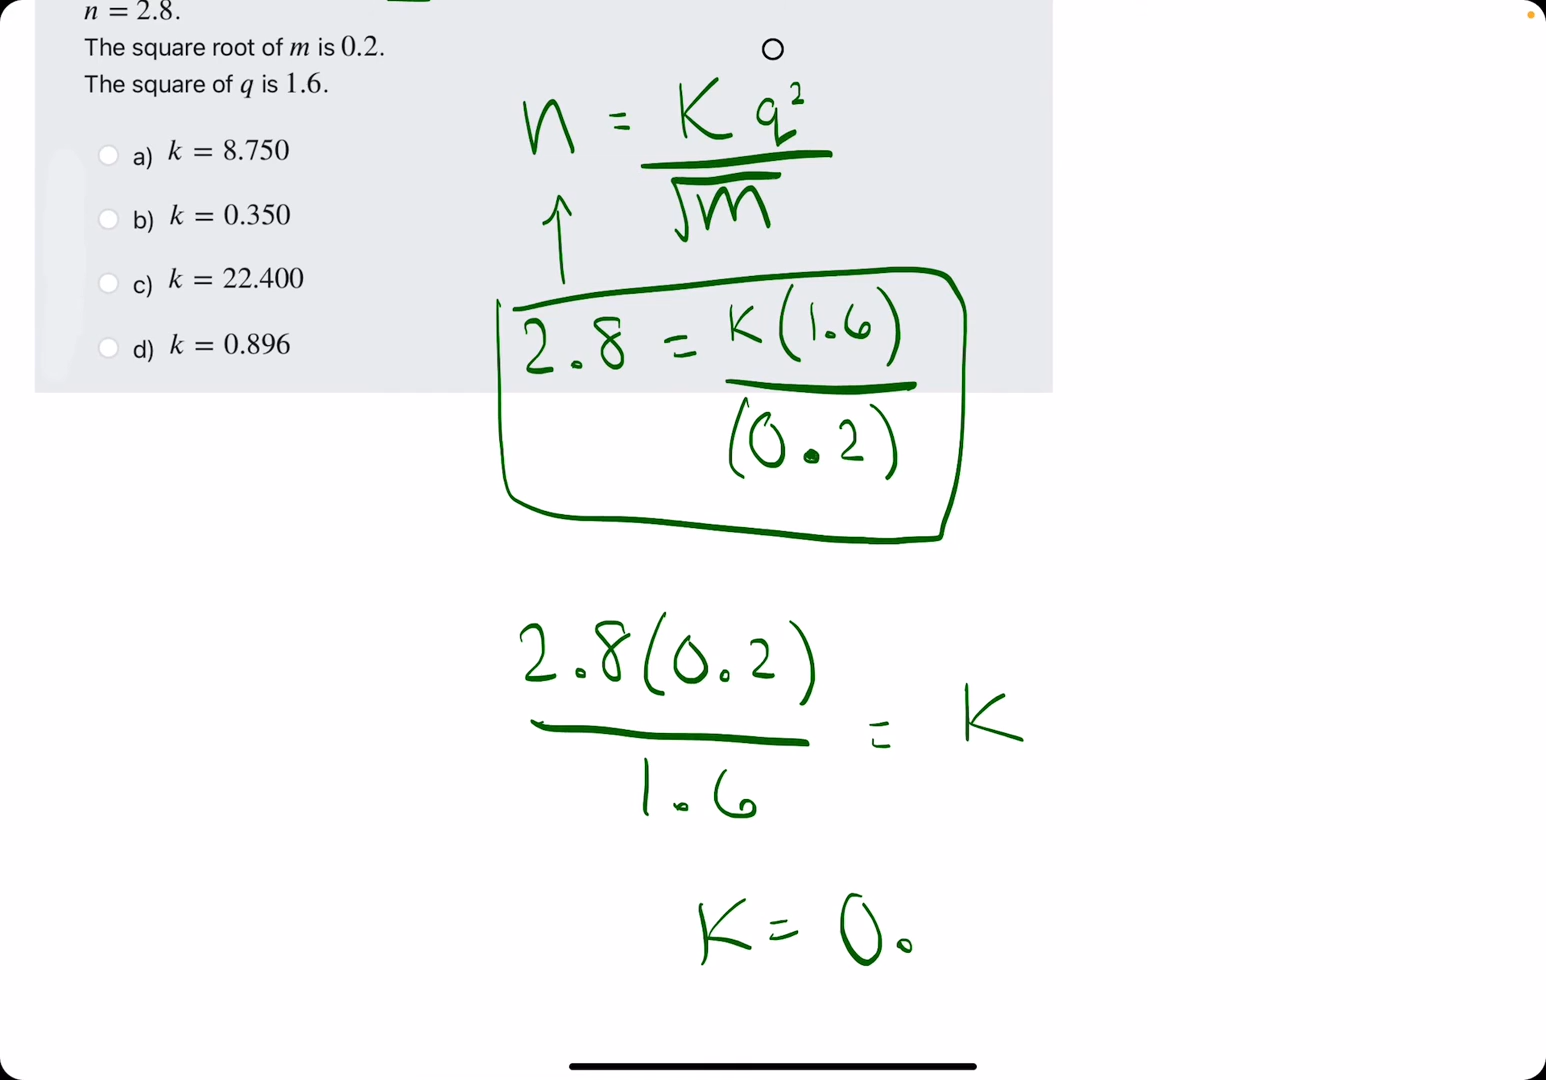 n = 2.8.
The square root of m is 0.2.
The square of q is 1.6.
a) k = 8.750
b) k = 0.350
c) k = 22.400
d) k = 0.896
n = K q² / √m
2.8 = K(1.6) / (0.2)
2.8(0.2) / 1.6 = K
K = 0.